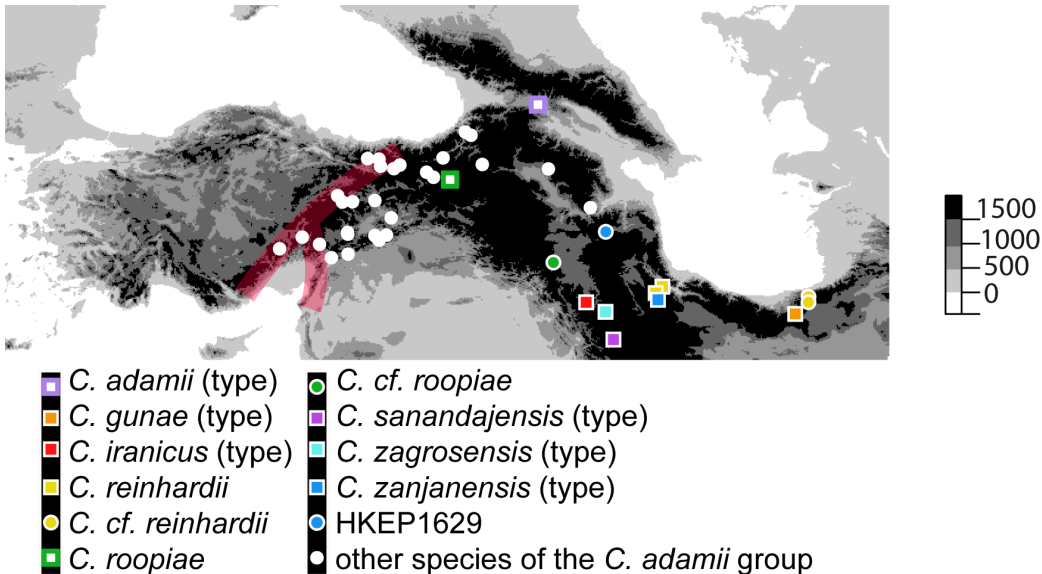 1500
1000
500
0
C. adamii (type)
C. gunae (type)
C. iranicus (type)
C. reinhardii
C. cf. reinhardii
C. roopiae
C. cf. roopiae
C. sanandajensis (type)
C. zagrosensis (type)
C. zanjanensis (type)
HKEP1629
other species of the C. adamii group